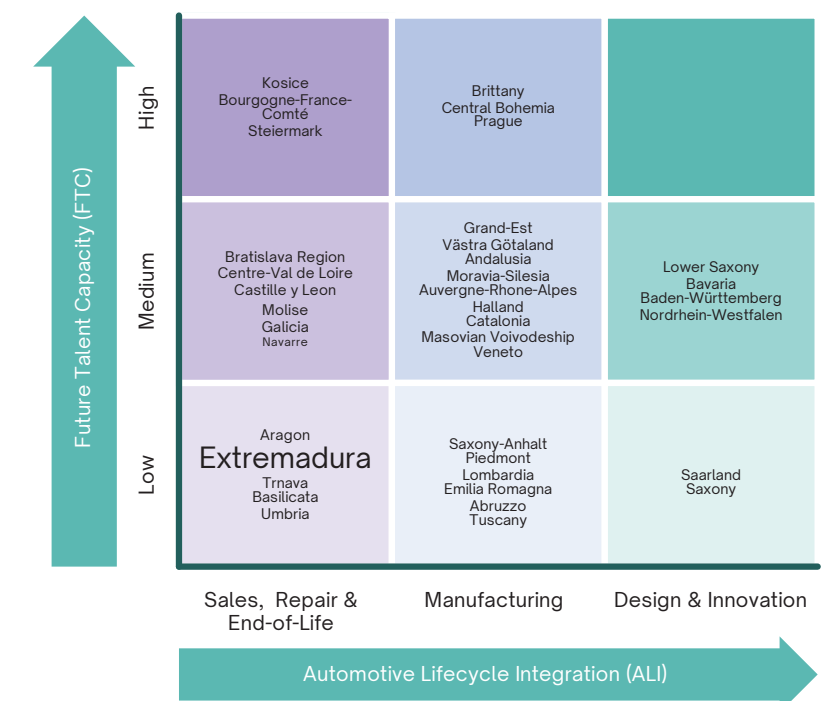 Future Talent Capacity (FTC)
High
Kosice
Bourgogne-France-
Comté
Steiermark
Brittany
Central Bohemia
Prague
Medium
Bratislava Region
Centre-Val de Loire
Castille y Leon
Molise
Galicia
Navarre
Grand-Est
Västra Götaland
Andalusia
Moravia-Silesia
Auvergne-Rhone-Alpes
Halland
Catalonia
Masovian Voivodeship
Veneto
Lower Saxony
Bavaria
Baden-Württemberg
Nordrhein-Westfalen
Low
Aragon
Extremadura
Trnava
Basilicata
Umbria
Saxony-Anhalt
Piedmont
Lombardia
Emilia Romagna
Abruzzo
Tuscany
Saarland
Saxony
Sales, Repair &
End-of-Life
Manufacturing
Design & Innovation
Automotive Lifecycle Integration (ALI)